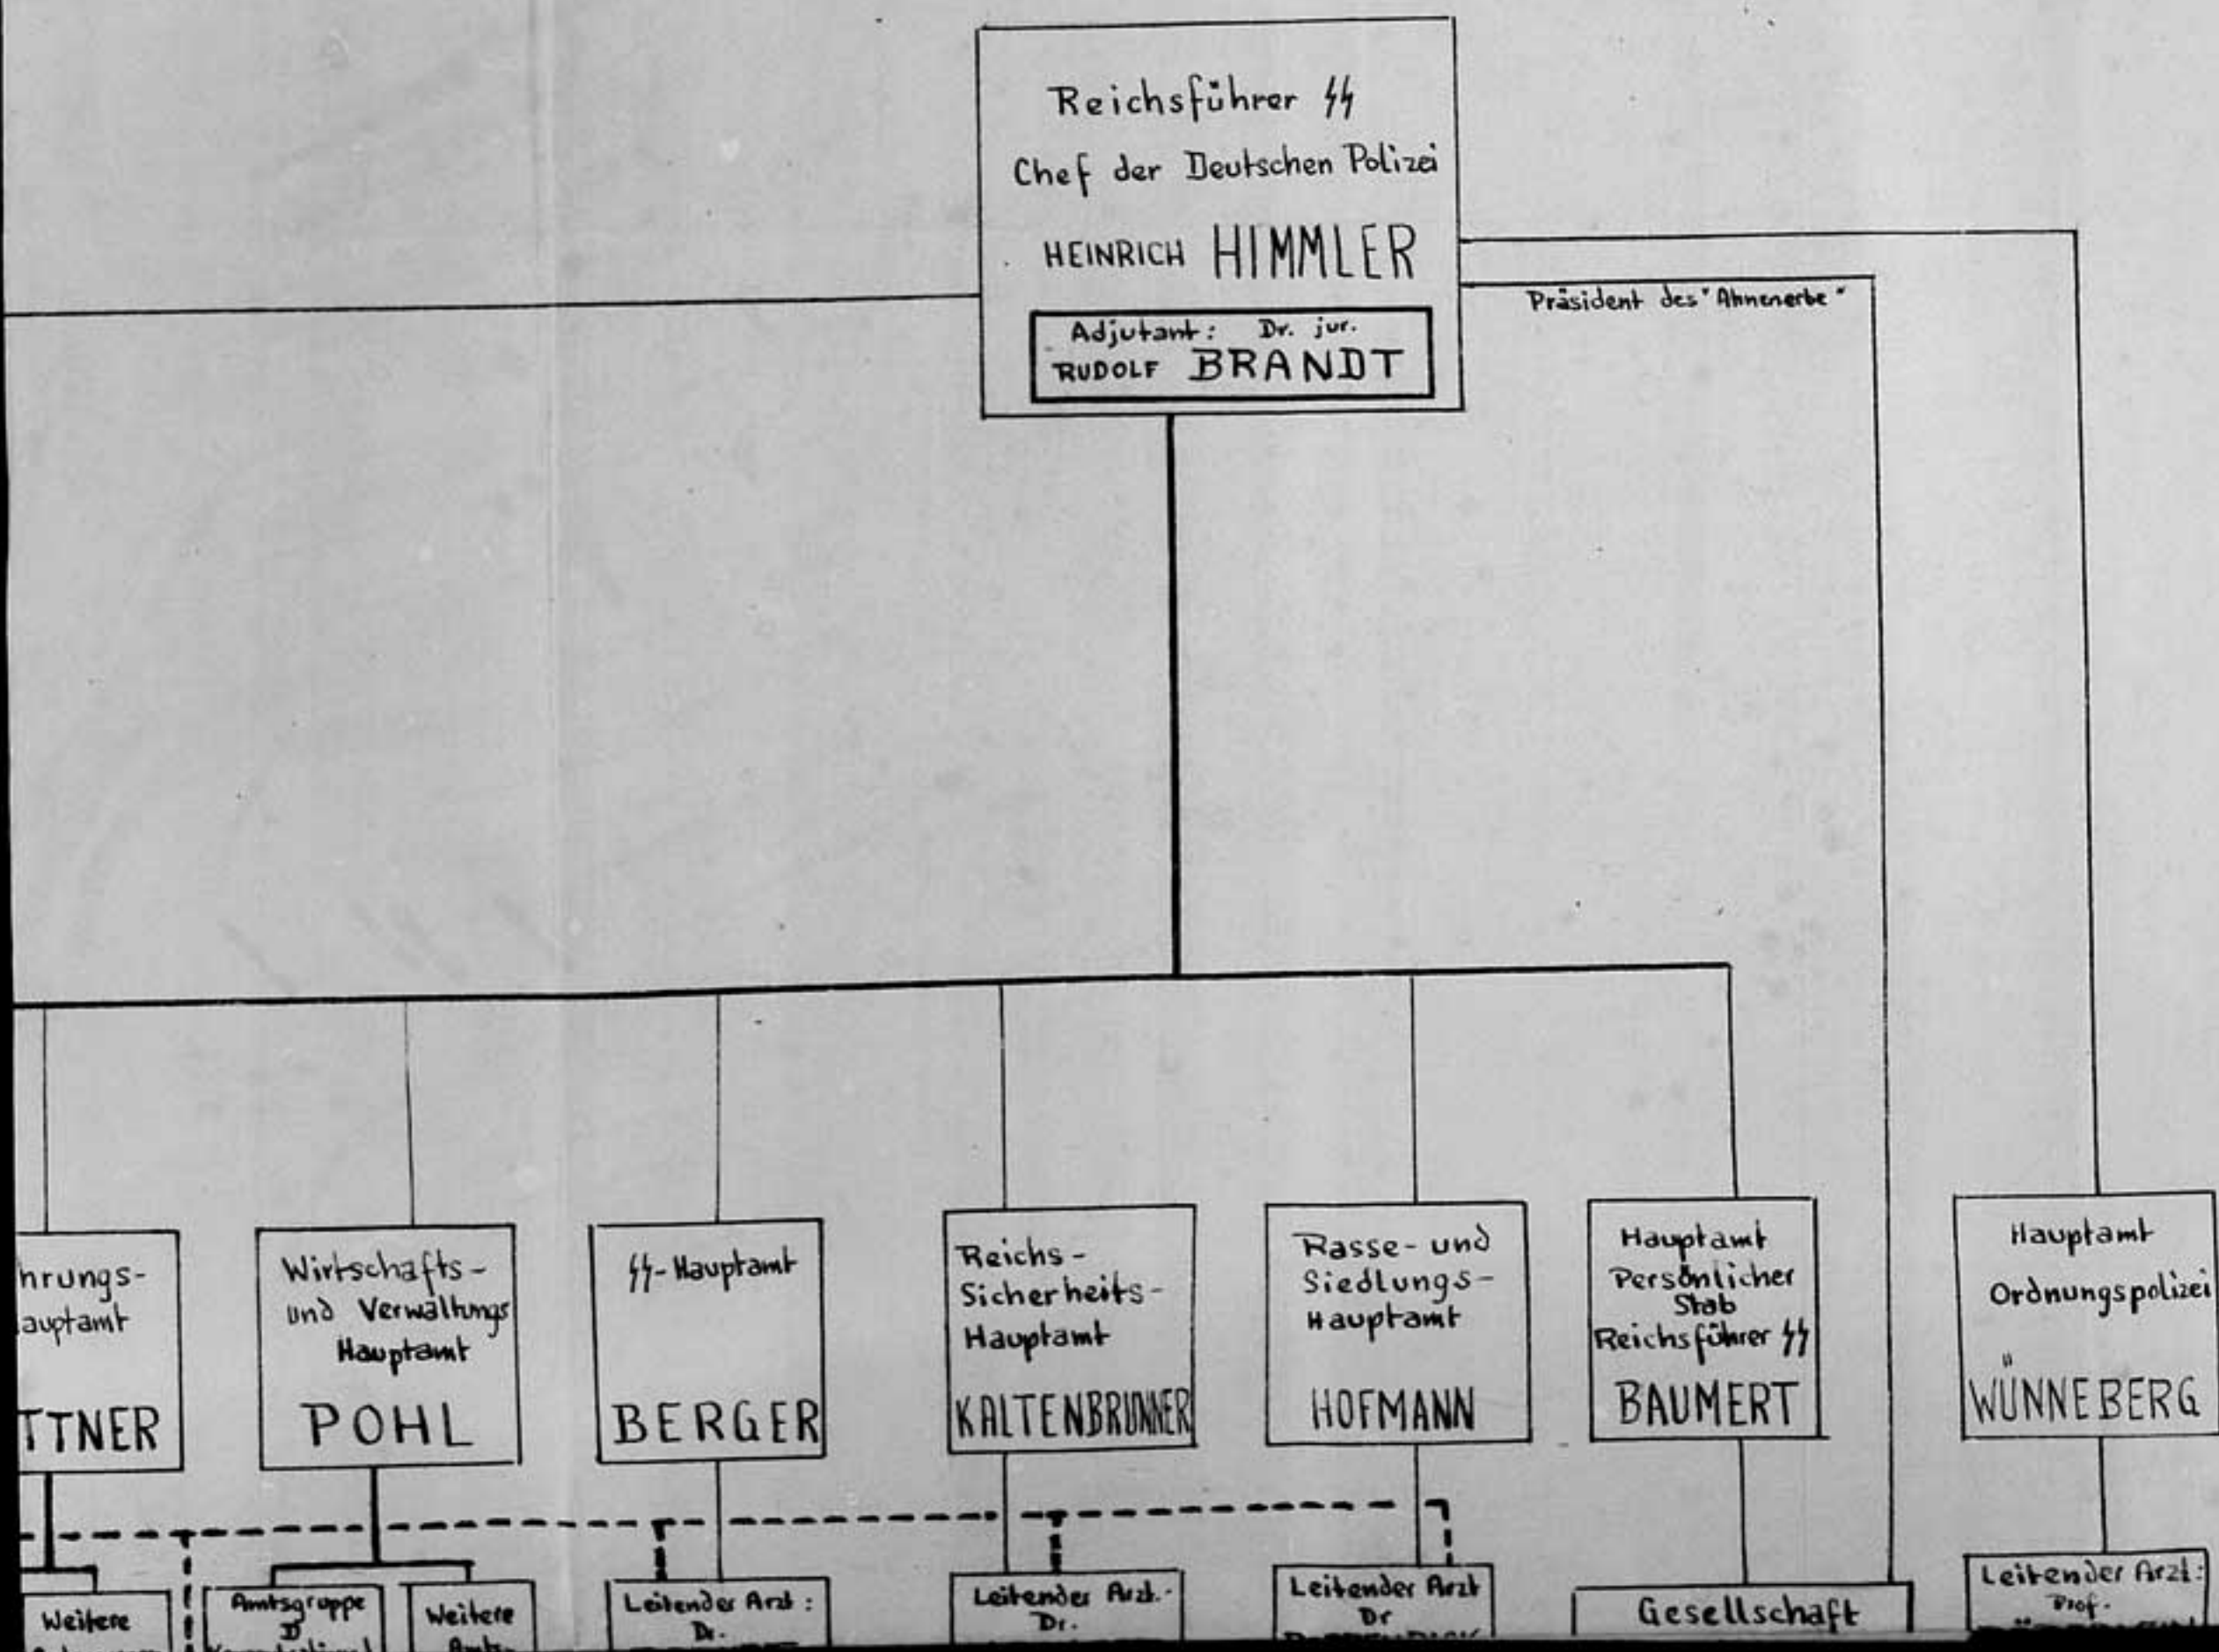 Reichsführer ᛋᛋ
Chef der Deutschen Polizei
HEINRICH HIMMLER
Adjutant: Dr. jur.
RUDOLF BRANDT
Präsident des "Ahnenerbe"
hrungs-
auptamt
TTNER
Wirtschafts-
und Verwaltungs
Hauptamt
POHL
ᛋᛋ-Hauptamt
BERGER
Reichs-
Sicherheits-
Hauptamt
KALTENBRUNNER
Rasse- und
Siedlungs-
Hauptamt
HOFMANN
Hauptamt
Persönlicher
Stab
Reichsführer ᛋᛋ
BAUMERT
Hauptamt
Ordnungspolizei
WÜNNEBERG
Weitere
Amtsgruppe
D
Weitere
Leitender Arzt:
Dr.
Leitender Arzt.
Dr.
Leitender Arzt
Dr
Gesellschaft
Leitender Arzt:
Prof.